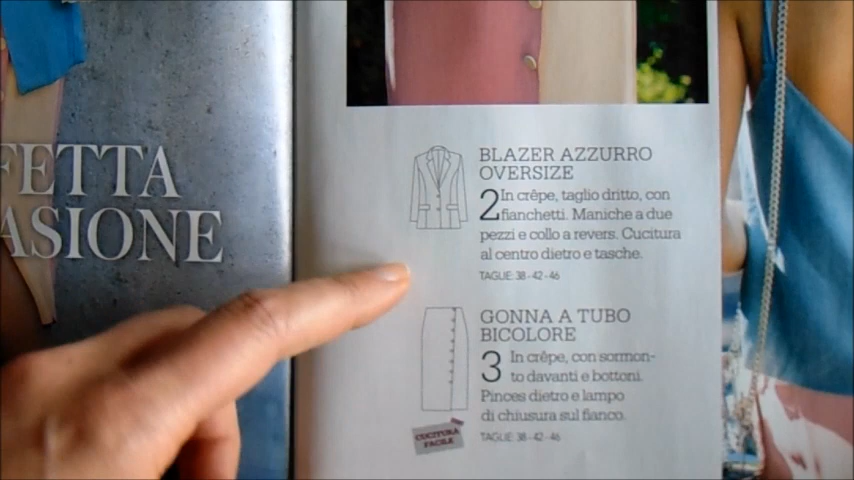 FETTA
ASIONE
BLAZER AZZURRO
OVERSIZE
2 In crêpe, taglio dritto, con
fianchetti. Maniche a due
pezzi e collo a revers. Cucitura
al centro dietro e tasche.
TAGLIE: 38 - 42 - 46
GONNA A TUBO
BICOLORE
3 In crêpe, con sormon-
to davanti e bottoni.
Pinces dietro e lampo
di chiusura sul fianco.
TAGLIE: 38 - 42 - 46
CUCITURA
FACILE